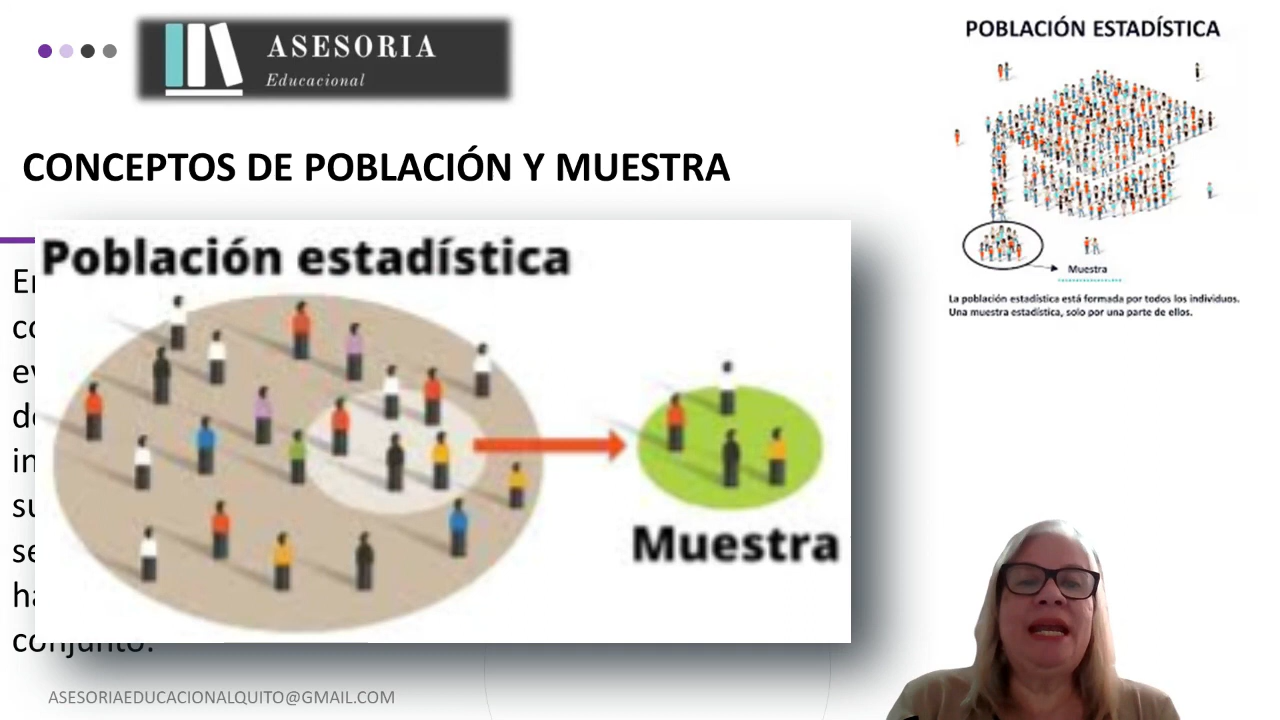 ASESORIA
Educacional
POBLACIÓN ESTADÍSTICA
Muestra
La población estadística está formada por todos los individuos.
Una muestra estadística, solo por una parte de ellos.
CONCEPTOS DE POBLACIÓN Y MUESTRA
Población estadística
Muestra
conjunto.
ASESORIAEDUCACIONALQUITO@GMAIL.COM